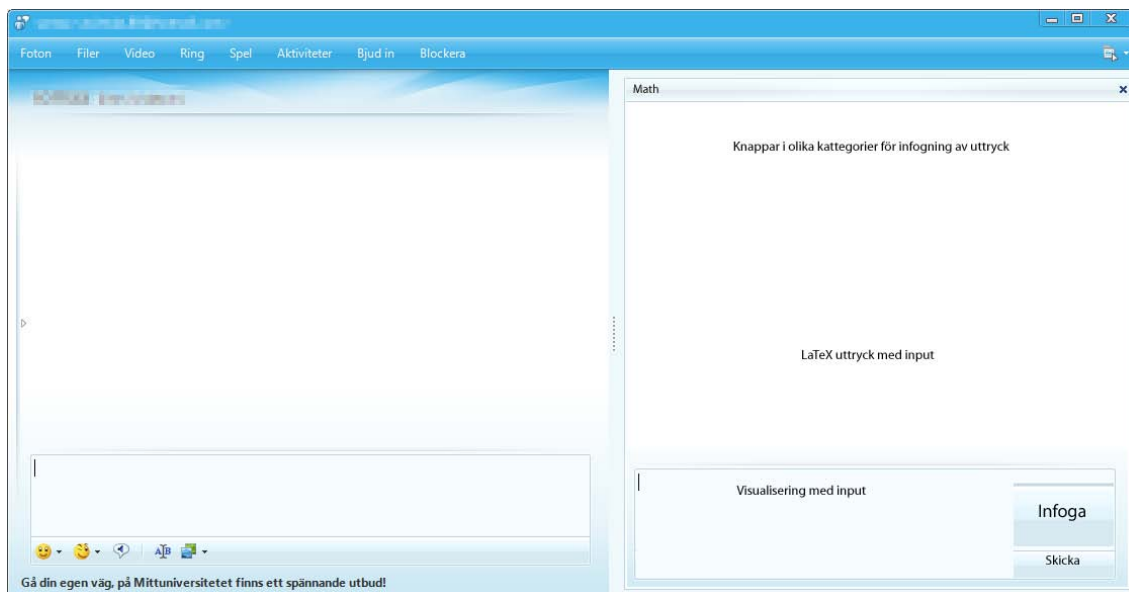 Foton Filer Video Ring Spel Aktiviteter Bjud in Blockera
Math
Knappar i olika kattegorier för infogning av uttryck
LaTeX uttryck med input
Visualisering med input
Infoga
Skicka
Gå din egen väg, på Mittuniversitetet finns ett spännande utbud!